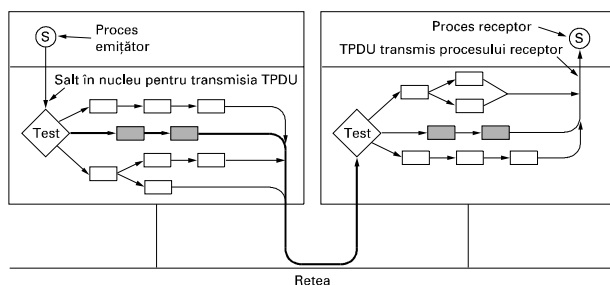 S
Proces
emițător
Salt în nucleu pentru transmisia TPDU
Test
Proces receptor
S
TPDU transmis procesului receptor
Test
Retea